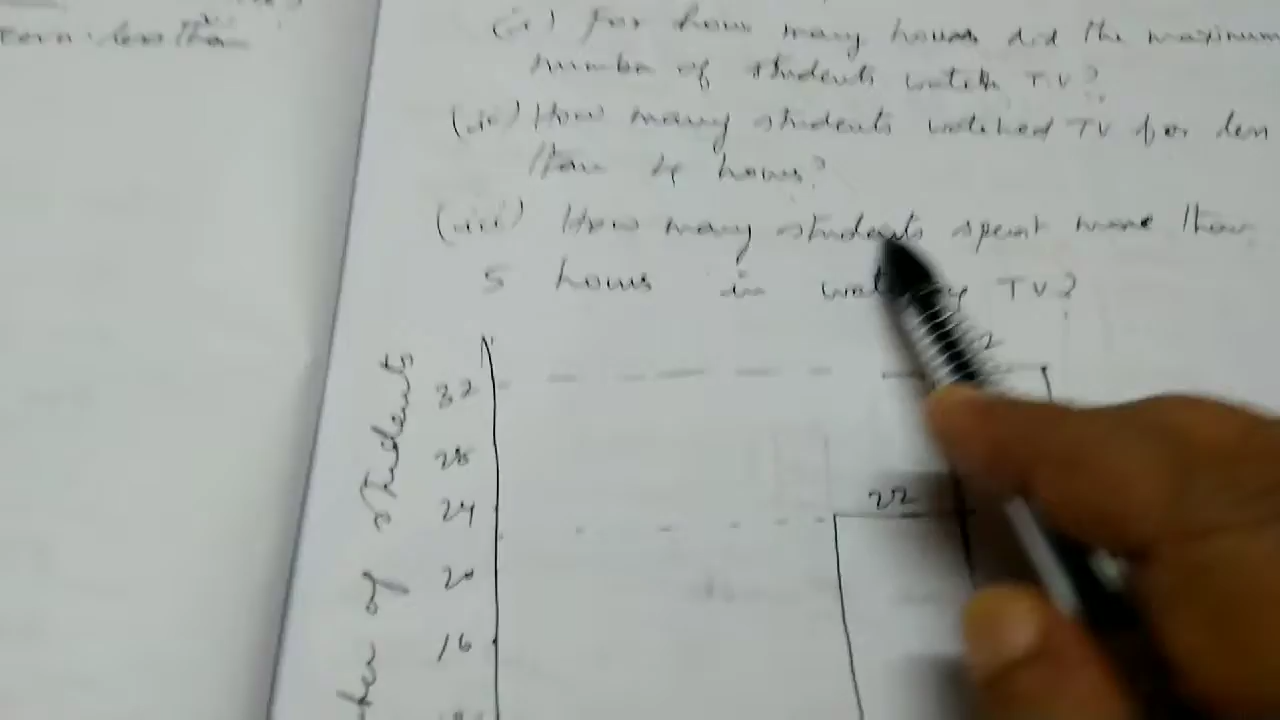 less than
(i) For how many hours did the maximum
number of students watch TV?
(ii) How many students watched TV for less
than 4 hours?
(iii) How many students spent more than
5 hours in watching TV?
of students
32
28
24
22
20
16